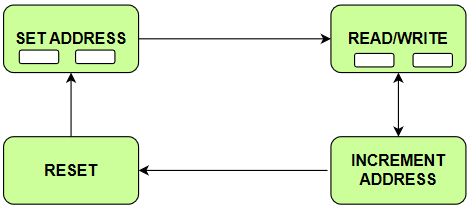 SET ADDRESS
READ/WRITE
RESET
INCREMENT
ADDRESS